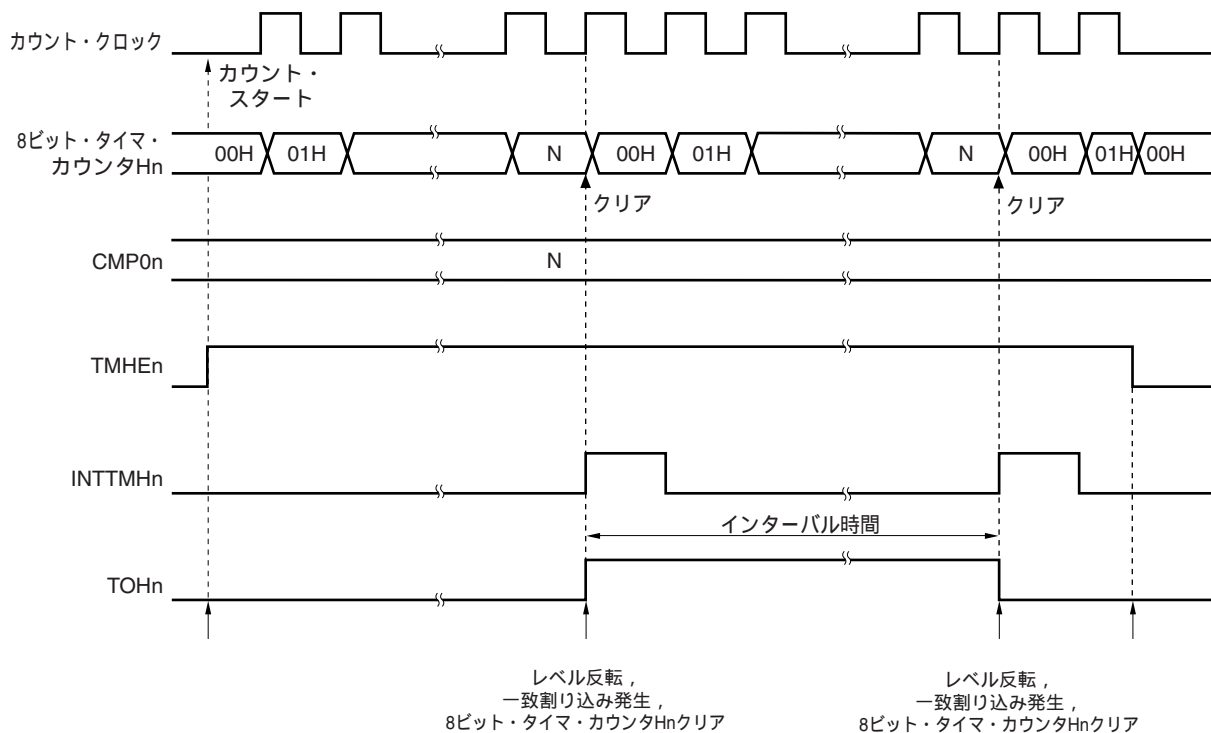 カウント・クロック
カウント・
スタート
8ビット・タイマ・
カウンタHn
00H 01H N 00H 01H N 00H 01H 00H
クリア クリア
CMP0n N
TMHEn
INTTMHn
インターバル時間
TOHn
レベル反転，
一致割り込み発生，
8ビット・タイマ・カウンタHnクリア
レベル反転，
一致割り込み発生，
8ビット・タイマ・カウンタHnクリア